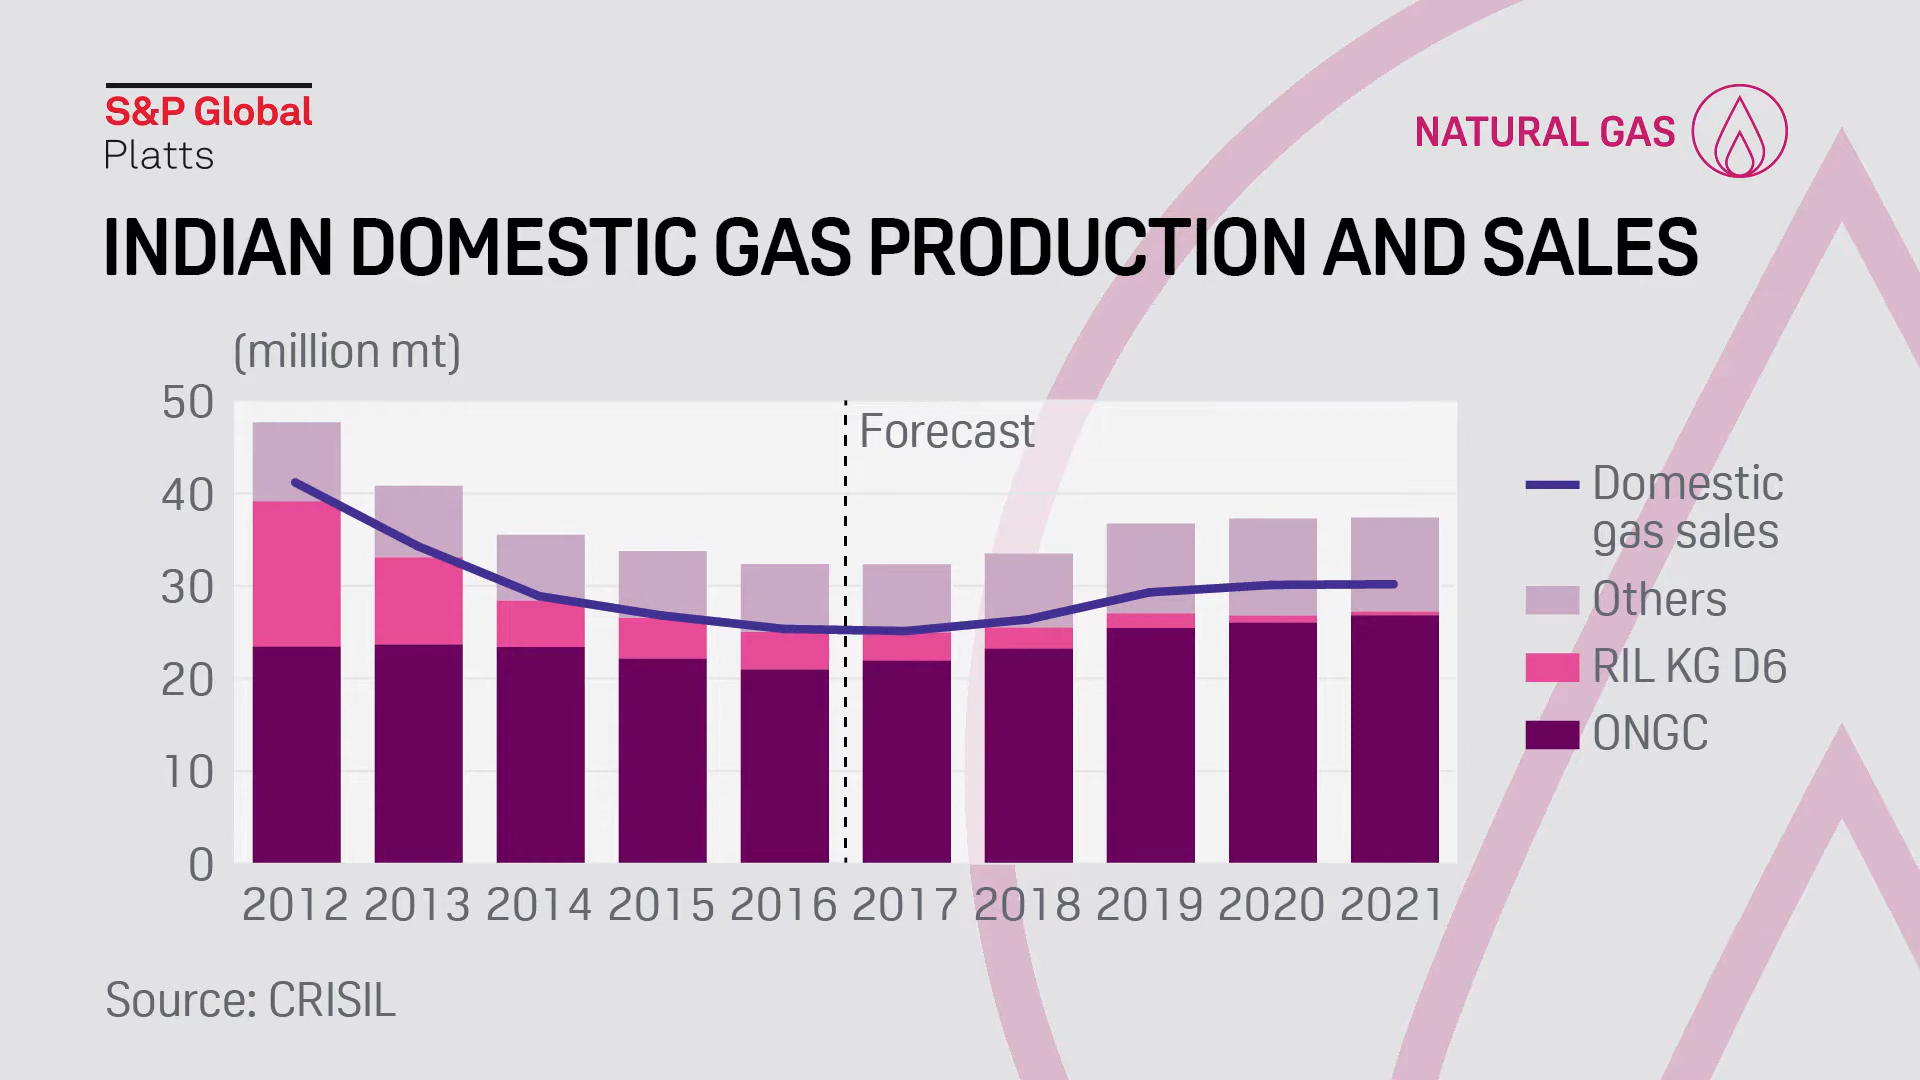 S&P Global
Platts
NATURAL GAS
INDIAN DOMESTIC GAS PRODUCTION AND SALES
(million mt)
50
40
30
20
10
0
Forecast
2012 2013 2014 2015 2016 2017 2018 2019 2020 2021
Domestic
gas sales
Others
RIL KG D6
ONGC
Source: CRISIL